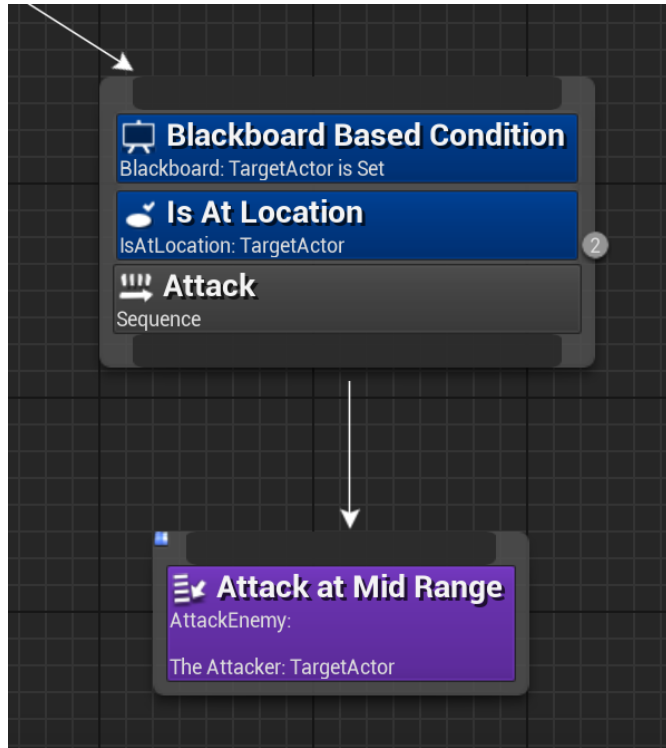 Blackboard Based Condition
Blackboard: TargetActor is Set
Is At Location
IsAtLocation: TargetActor
2
Attack
Sequence
Attack at Mid Range
AttackEnemy:
The Attacker: TargetActor